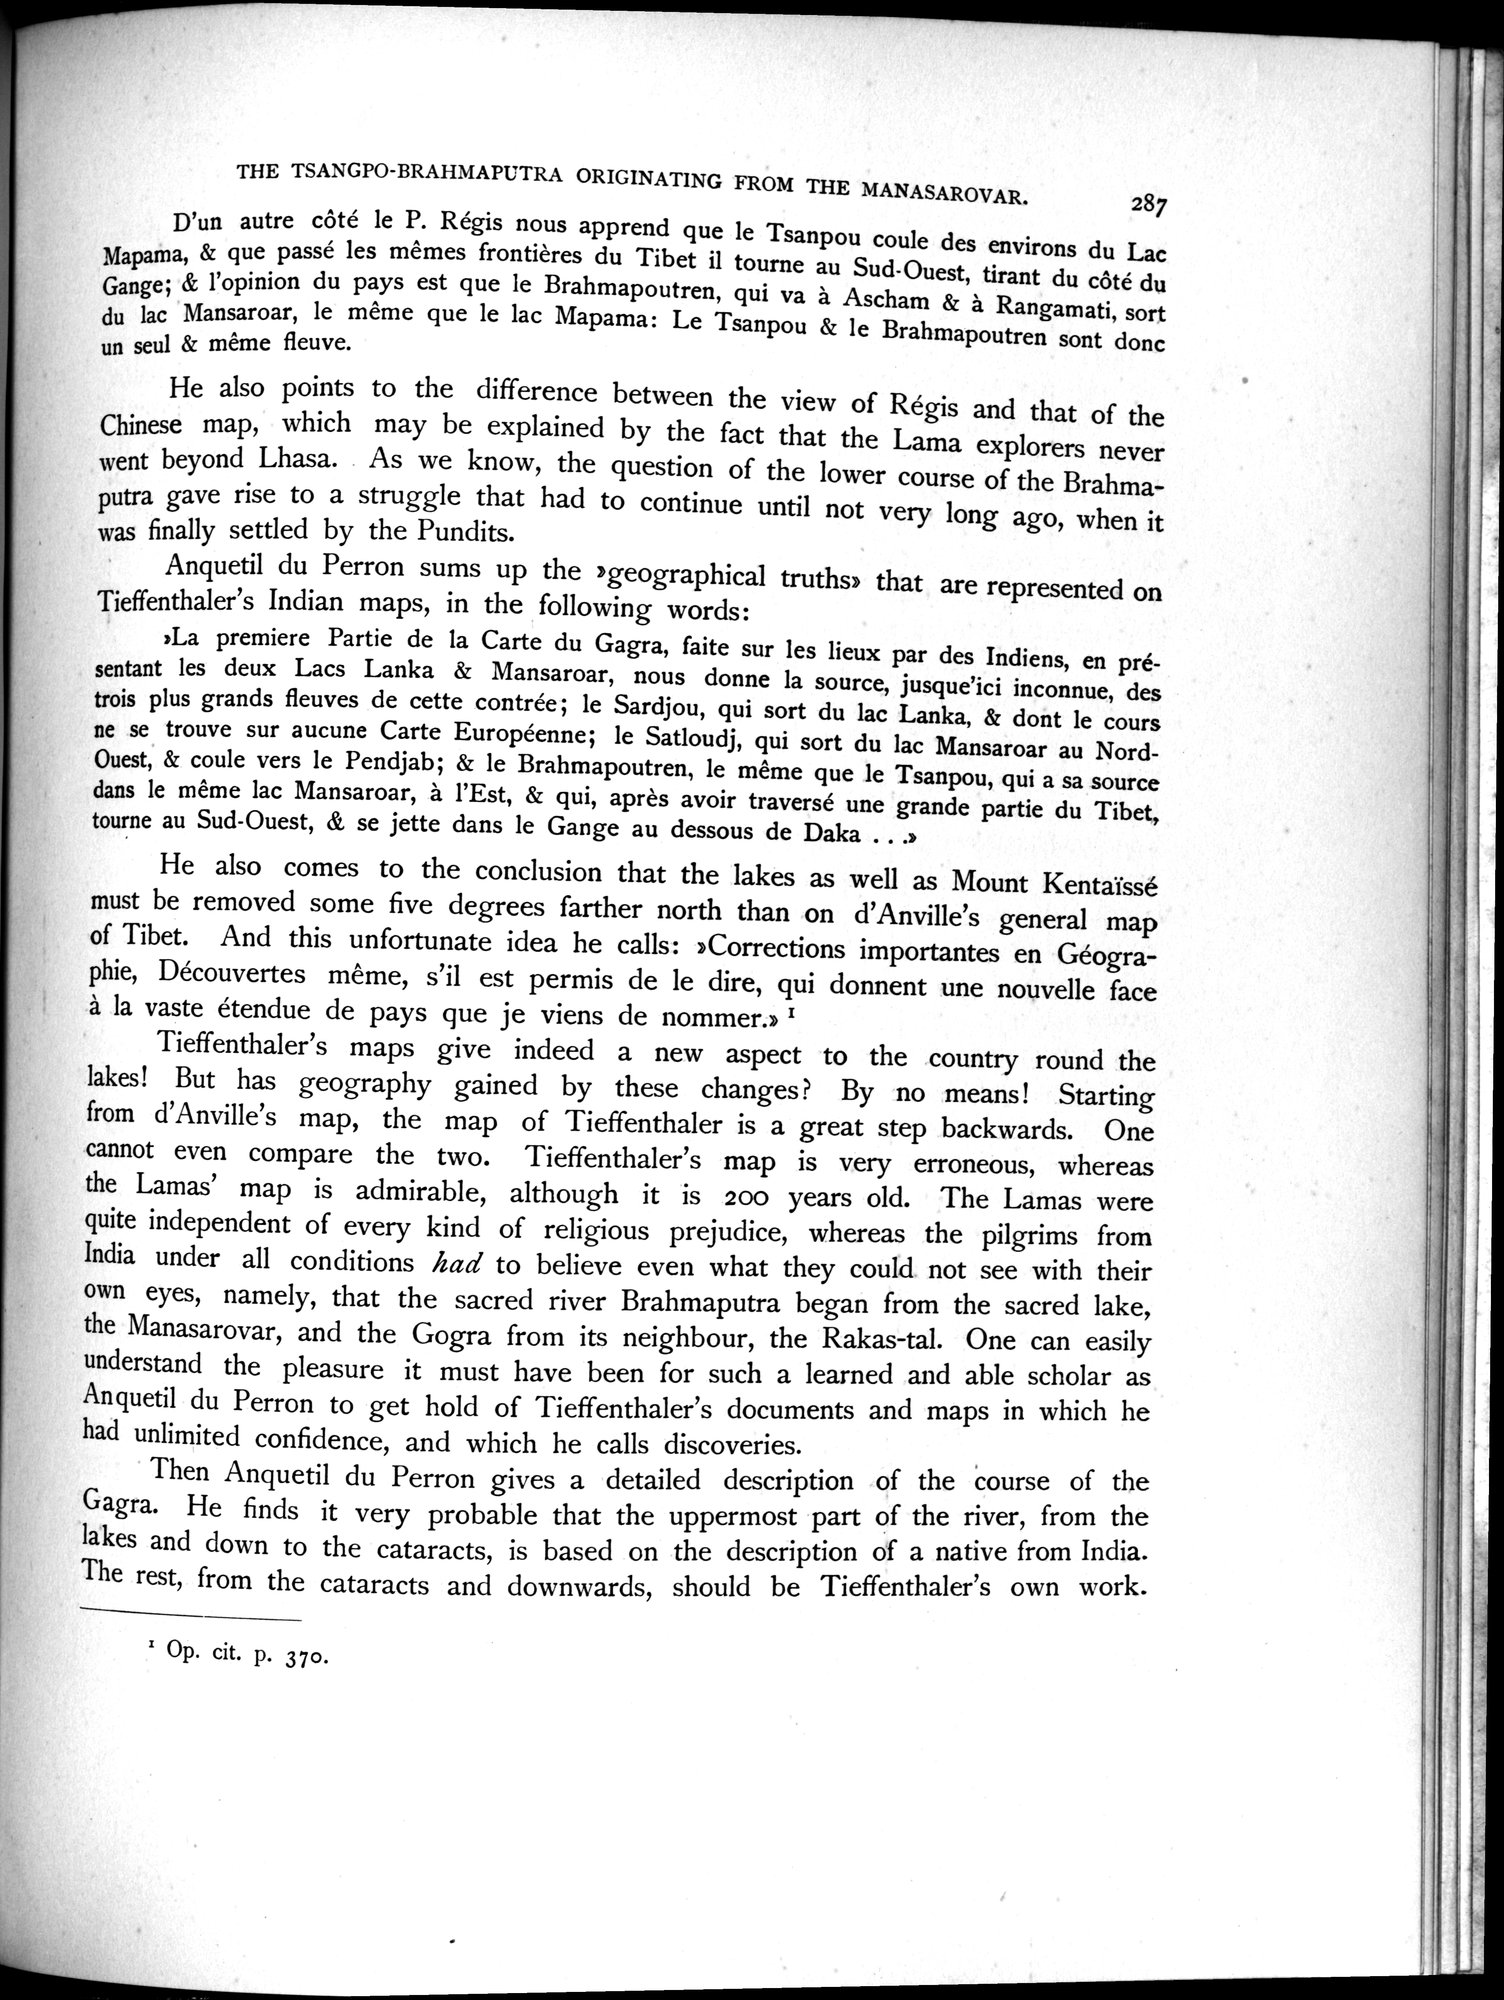 THE TSANGPO-BRAHMAPUTRA ORIGINATING FROM THE MANASAROVAR. 287
D'un autre côté le P. Régis nous apprend que le Tsanpou coule des environs du Lac
Mapama, & que passé les mêmes frontières du Tibet il tourne au Sud-Ouest, tirant du côté du
Gange; & l'opinion du pays est que le Brahmapoutren, qui va à Ascham & à Rangamati, sort
du lac Mansaroar, le même que le lac Mapama: Le Tsanpou & le Brahmapoutren sont donc
un seul & même fleuve.
He also points to the difference between the view of Régis and that of the
Chinese map, which may be explained by the fact that the Lama explorers never
went beyond Lhasa. As we know, the question of the lower course of the Brahma-
putra gave rise to a struggle that had to continue until not very long ago, when it
was finally settled by the Pundits.
Anquetil du Perron sums up the »geographical truths» that are represented on
Tieffenthaler's Indian maps, in the following words:
»La premiere Partie de la Carte du Gagra, faite sur les lieux par des Indiens, en pré-
sentant les deux Lacs Lanka & Mansaroar, nous donne la source, jusque'ici inconnue, des
trois plus grands fleuves de cette contrée; le Sardjou, qui sort du lac Lanka, & dont le cours
ne se trouve sur aucune Carte Européenne; le Satloudj, qui sort du lac Mansaroar au Nord-
Ouest, & coule vers le Pendjab; & le Brahmapoutren, le même que le Tsanpou, qui a sa source
dans le même lac Mansaroar, à l'Est, & qui, après avoir traversé une grande partie du Tibet,
tourne au Sud-Ouest, & se jette dans le Gange au dessous de Daka . . .»
He also comes to the conclusion that the lakes as well as Mount Kentaïssé
must be removed some five degrees farther north than on d'Anville's general map
of Tibet. And this unfortunate idea he calls: »Corrections importantes en Géogra-
phie, Découvertes même, s'il est permis de le dire, qui donnent une nouvelle face
à la vaste étendue de pays que je viens de nommer.» ¹
Tieffenthaler's maps give indeed a new aspect to the country round the
lakes! But has geography gained by these changes? By no means! Starting
from d'Anville's map, the map of Tieffenthaler is a great step backwards. One
cannot even compare the two. Tieffenthaler's map is very erroneous, whereas
the Lamas' map is admirable, although it is 200 years old. The Lamas were
quite independent of every kind of religious prejudice, whereas the pilgrims from
India under all conditions had to believe even what they could not see with their
own eyes, namely, that the sacred river Brahmaputra began from the sacred lake,
the Manasarovar, and the Gogra from its neighbour, the Rakas-tal. One can easily
understand the pleasure it must have been for such a learned and able scholar as
Anquetil du Perron to get hold of Tieffenthaler's documents and maps in which he
had unlimited confidence, and which he calls discoveries.
Then Anquetil du Perron gives a detailed description of the course of the
Gagra. He finds it very probable that the uppermost part of the river, from the
lakes and down to the cataracts, is based on the description of a native from India.
The rest, from the cataracts and downwards, should be Tieffenthaler's own work.
¹ Op. cit. p. 370.